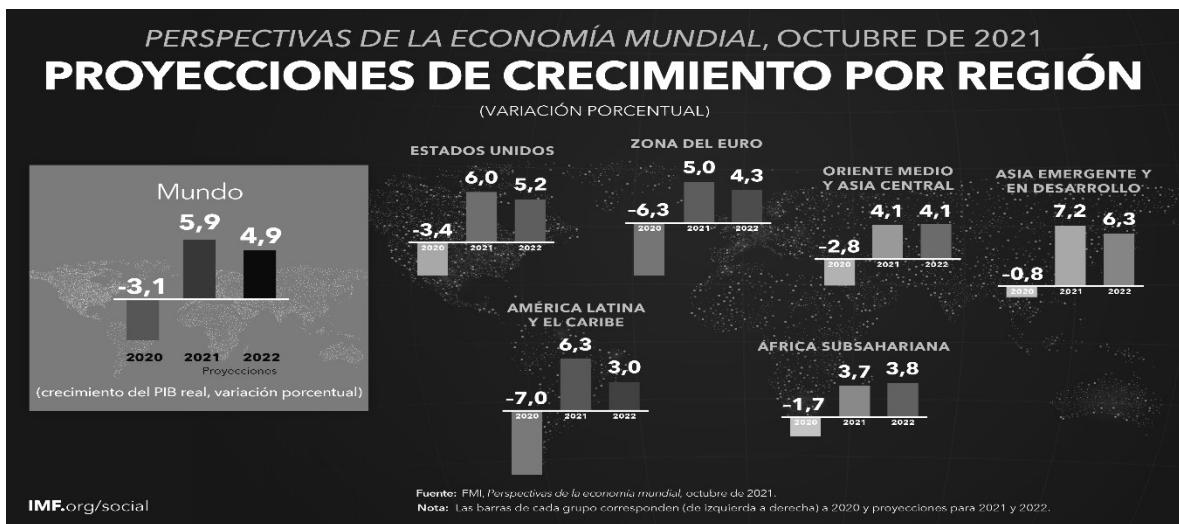 PERSPECTIVAS DE LA ECONOMÍA MUNDIAL, OCTUBRE DE 2021
PROYECCIONES DE CRECIMIENTO POR REGIÓN
(VARIACIÓN PORCENTUAL)
Mundo
5,9
4,9
-3,1
2020 2021 2022
Proyecciones
(crecimiento del PIB real, variación porcentual)
ESTADOS UNIDOS
6,0
5,2
-3,4
2020 2021 2022
ZONA DEL EURO
5,0
4,3
-6,3
2020 2021 2022
ORIENTE MEDIO
Y ASIA CENTRAL
4,1 4,1
-2,8
2020 2021 2022
ASIA EMERGENTE Y
EN DESARROLLO
7,2
6,3
-0,8
2020 2021 2022
AMÉRICA LATINA
Y EL CARIBE
6,3
3,0
-7,0
2020 2021 2022
ÁFRICA SUBSAHARIANA
3,7 3,8
-1,7
2020 2021 2022
Fuente: FMI, Perspectivas de la economía mundial, octubre de 2021.
Nota: Las barras de cada grupo corresponden (de izquierda a derecha) a 2020 y proyecciones para 2021 y 2022.
IMF.org/social